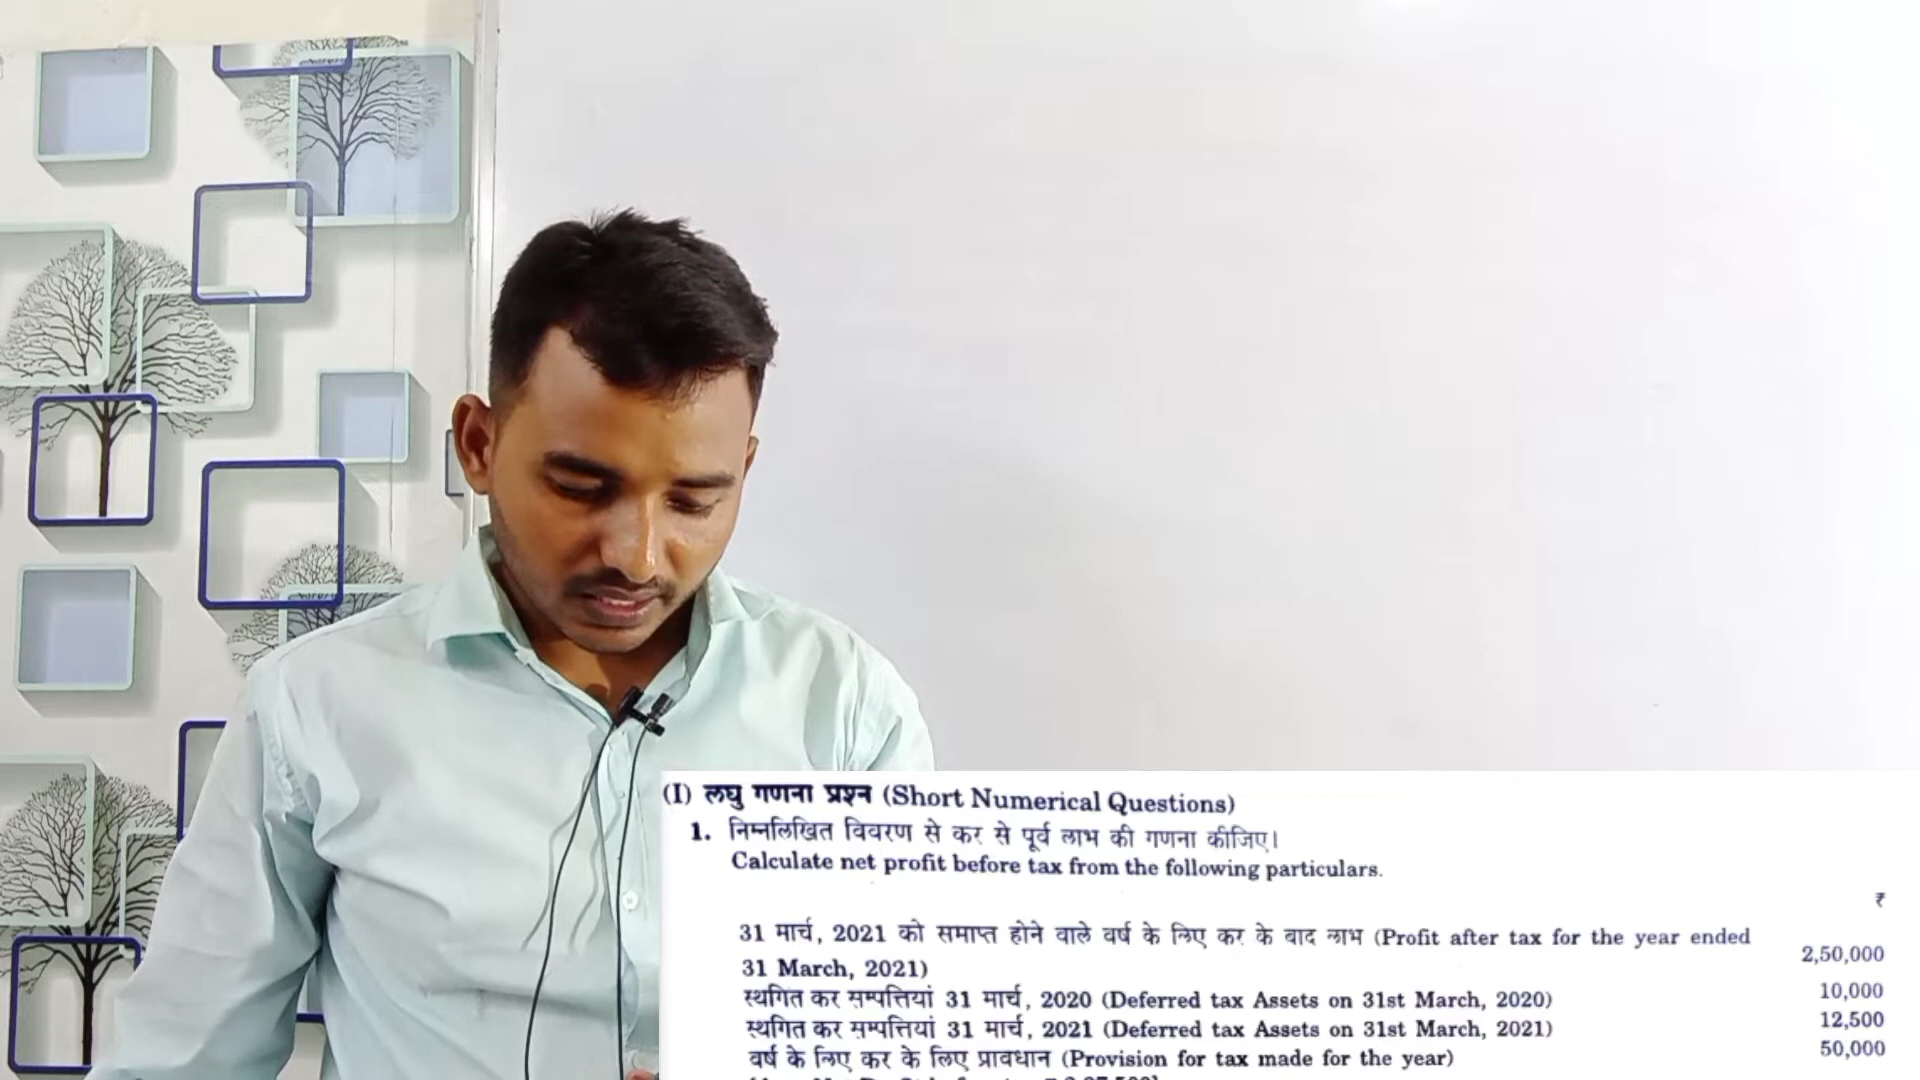 (I) लघु गणना प्रश्न (Short Numerical Questions)
1. निम्नलिखित विवरण से कर से पूर्व लाभ की गणना कीजिए।
Calculate net profit before tax from the following particulars.
₹
31 मार्च, 2021 को समाप्त होने वाले वर्ष के लिए कर के बाद लाभ (Profit after tax for the year ended
31 March, 2021) 2,50,000
स्थगित कर सम्पत्तियां 31 मार्च, 2020 (Deferred tax Assets on 31st March, 2020) 10,000
स्थगित कर सम्पत्तियां 31 मार्च, 2021 (Deferred tax Assets on 31st March, 2021) 12,500
वर्ष के लिए कर के लिए प्रावधान (Provision for tax made for the year) 50,000